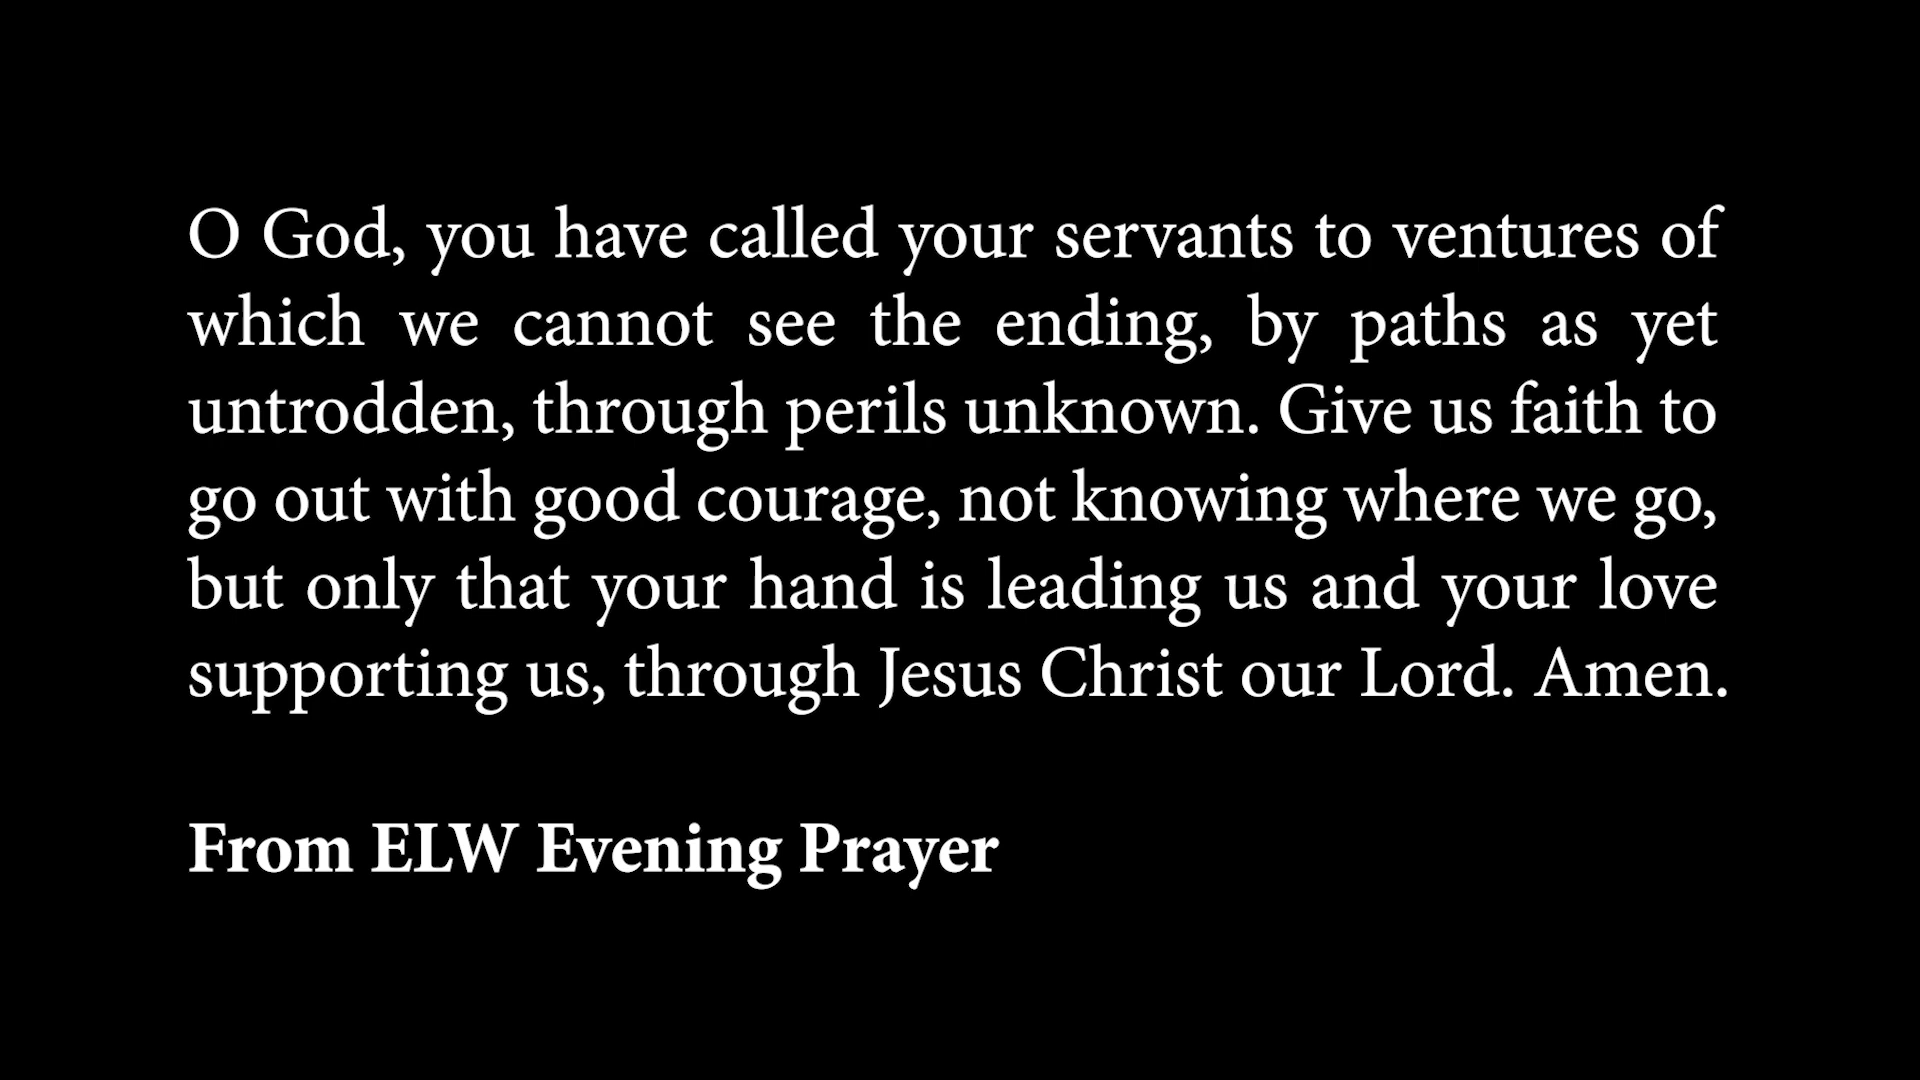 O God, you have called your servants to ventures of
which we cannot see the ending, by paths as yet
untrodden, through perils unknown. Give us faith to
go out with good courage, not knowing where we go,
but only that your hand is leading us and your love
supporting us, through Jesus Christ our Lord. Amen.
From ELW Evening Prayer